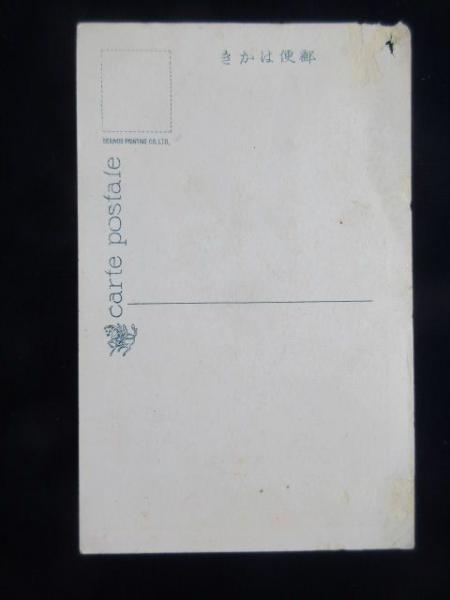 郵便はかき
PRINTING CO.,LTD.
carte postale